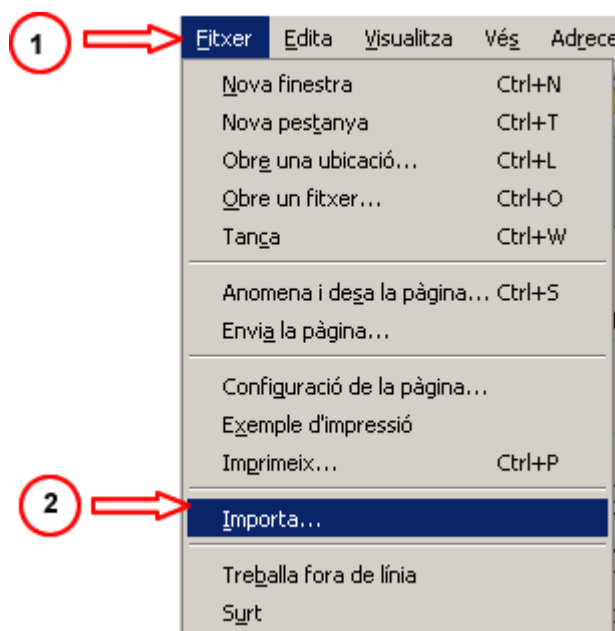 1 Fitxer Edita Visualitza Vés Adrece
Nova finestra Ctrl+N
Nova pestanya Ctrl+T
Obre una ubicació... Ctrl+L
Obre un fitxer... Ctrl+O
Tanca Ctrl+W
Anomena i desa la pàgina... Ctrl+S
Envia la pàgina...
Configuració de la pàgina...
Exemple d'impressió
Imprimeix... Ctrl+P
2 Importa...
Treballa fora de línia
Surt